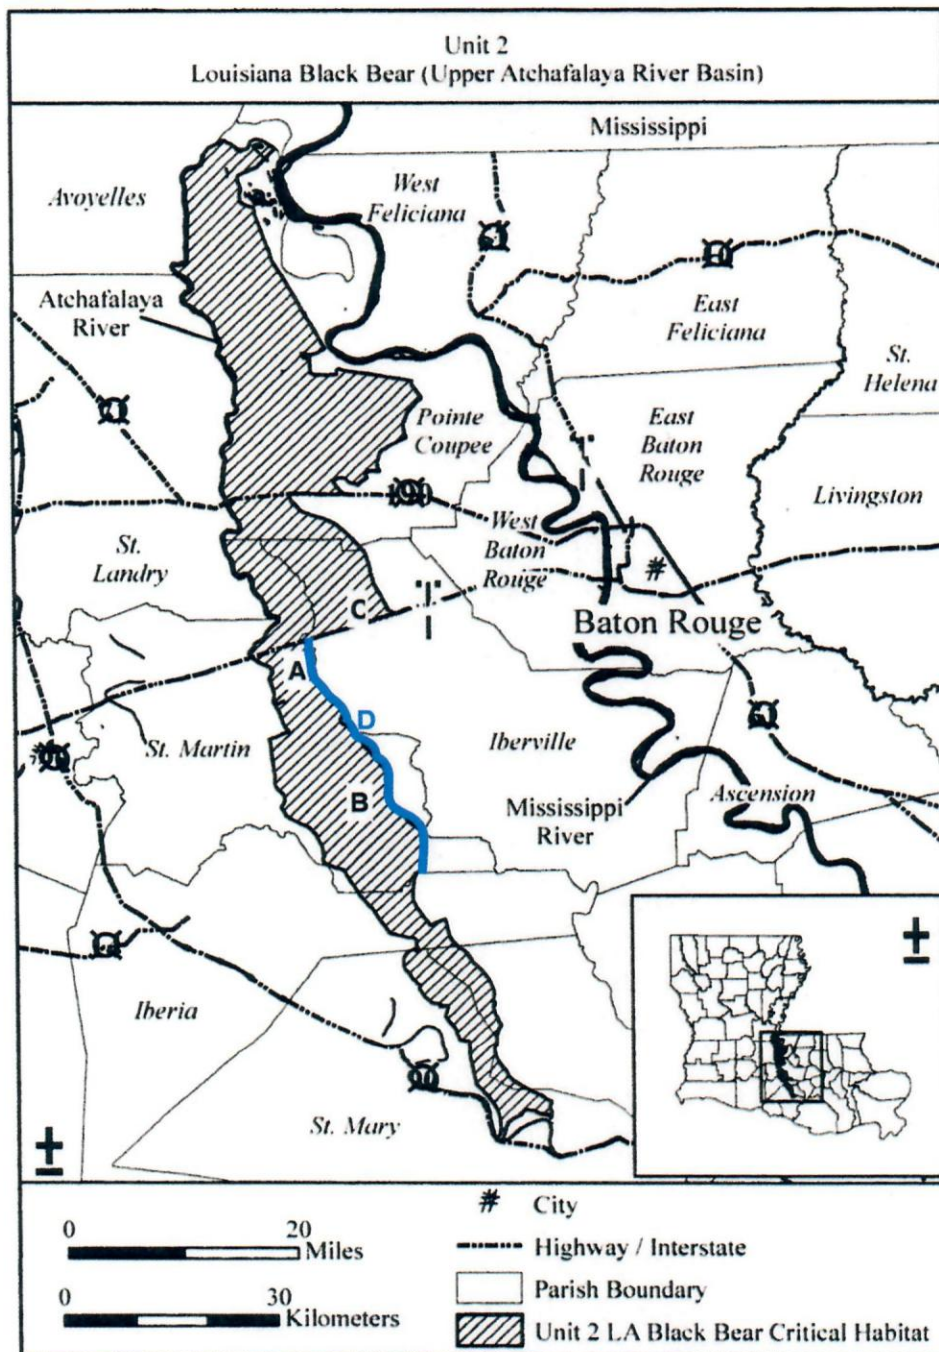 Unit 2
Louisiana Black Bear (Upper Atchafalaya River Basin)
Mississippi
Avoyelles
West
Feliciana
Atchafalaya
River
East
Feliciana
St.
Helena
Pointe
Coupee
East
Baton
Rouge
Livingston
St.
Landry
West
Baton
Rouge
#
C
Baton Rouge
A
D
St. Martin
Iberville
B
Mississippi
River
Ascension
Iberia
St. Mary
0
20
Miles
0
30
Kilometers
# City
Highway / Interstate
Parish Boundary
Unit 2 LA Black Bear Critical Habitat